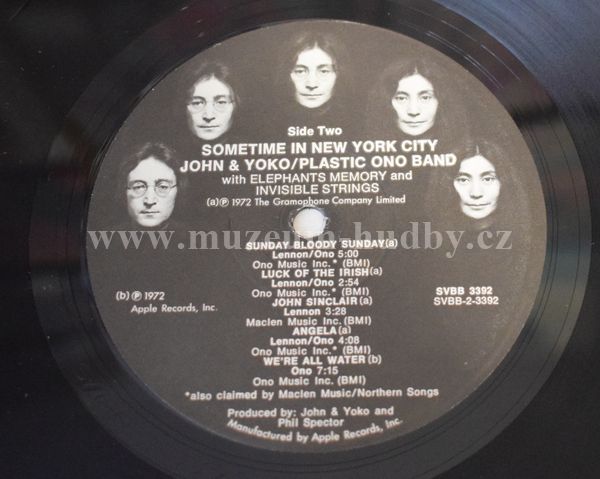 Side Two
SOMETIME IN NEW YORK CITY
JOHN & YOKO/PLASTIC ONO BAND
with ELEPHANTS MEMORY and
INVISIBLE STRINGS
(a)Ⓟ 1972 The Gramophone Company Limited
www.muzeum-hudby.cz
SUNDAY BLOODY SUNDAY(a)
Lennon/Ono 5:00
Ono Music Inc.* (BMI)
LUCK OF THE IRISH(a)
Lennon/Ono 2:54
Ono Music Inc.* (BMI)
JOHN SINCLAIR (a)
Lennon 3:28
Maclen Music Inc. (BMI)
ANGELA(a)
Lennon/Ono 4:08
Ono Music Inc.* (BMI)
WE'RE ALL WATER(b)
Ono 7:15
Ono Music Inc. (BMI)
(b) Ⓟ 1972
Apple Records, Inc.
SVBB 3392
SVBB-2-3392
*also claimed by Maclen Music/Northern Songs
Produced by: John & Yoko and
Phil Spector
Manufactured by Apple Records, Inc.